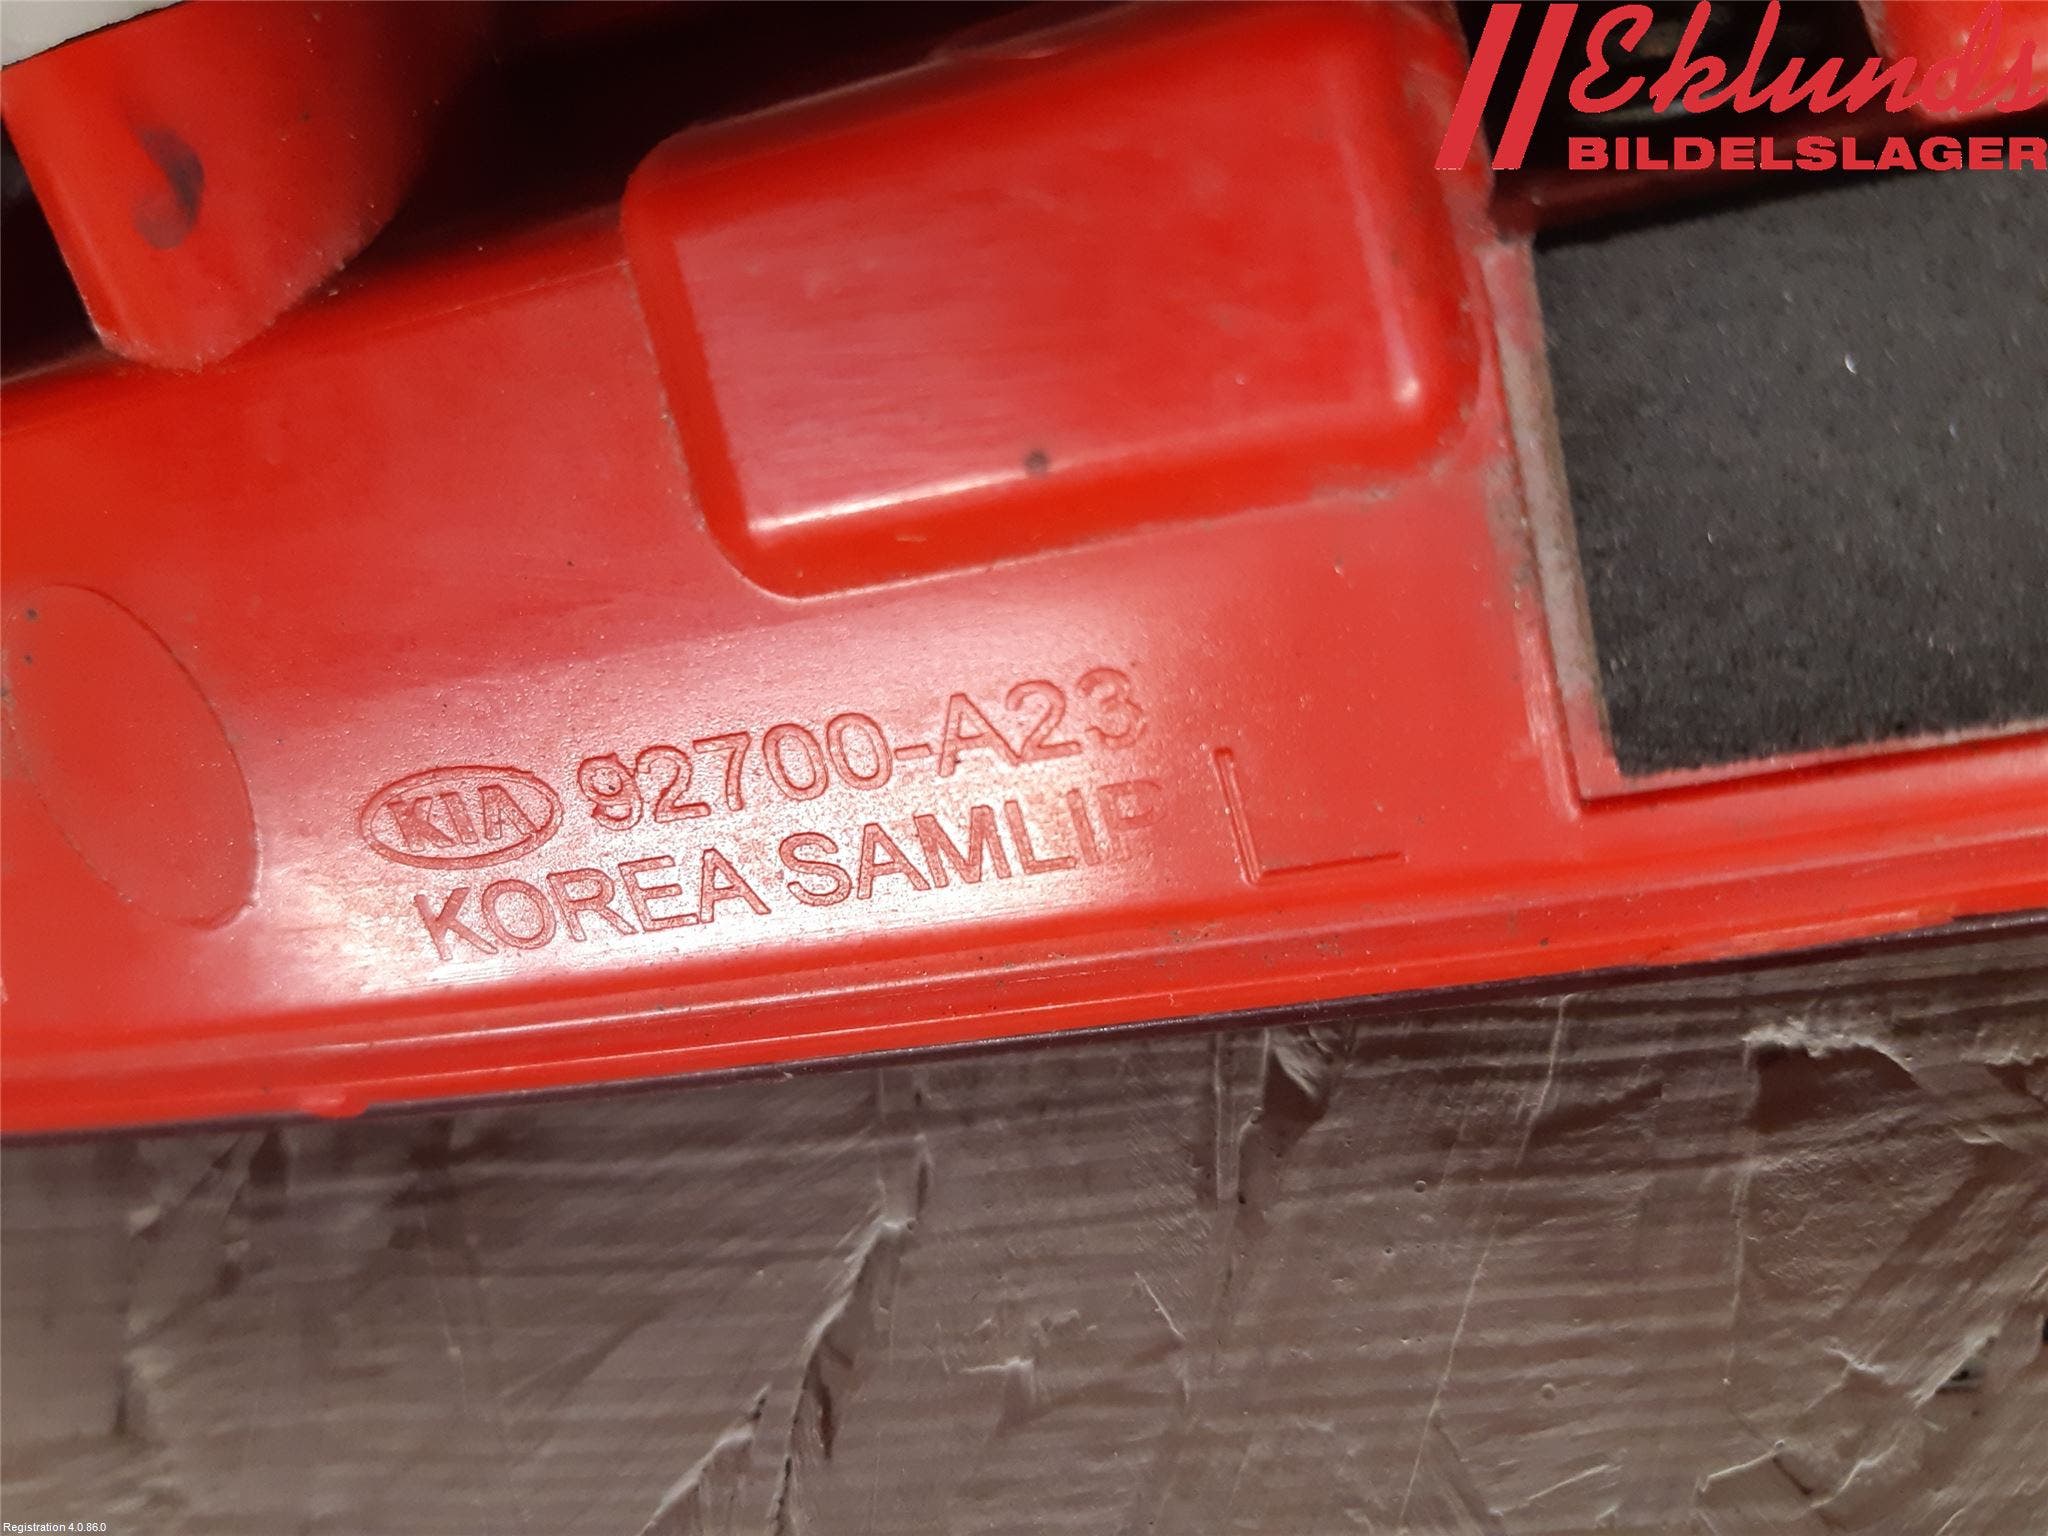 Eklunds
BILDELSLAGER
KIA 92700-A23
KOREA SAMLIP
Registration 4.0.86.0